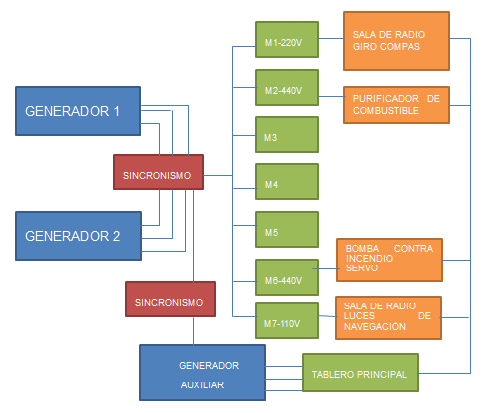 GENERADOR 1
GENERADOR 2
SINCRONISMO
SINCRONISMO
GENERADOR
AUXILIAR
M1-220V
M2-440V
M3
M4
M5
M6-440V
M7-110V
TABLERO PRINCIPAL
SALA DE RADIO
GIRO COMPAS
PURIFICADOR DE
COMBUSTIBLE
BOMBA CONTRA
INCENDIO
SERVO
SALA DE RADIO
LUCES DE
NAVEGACIÓN